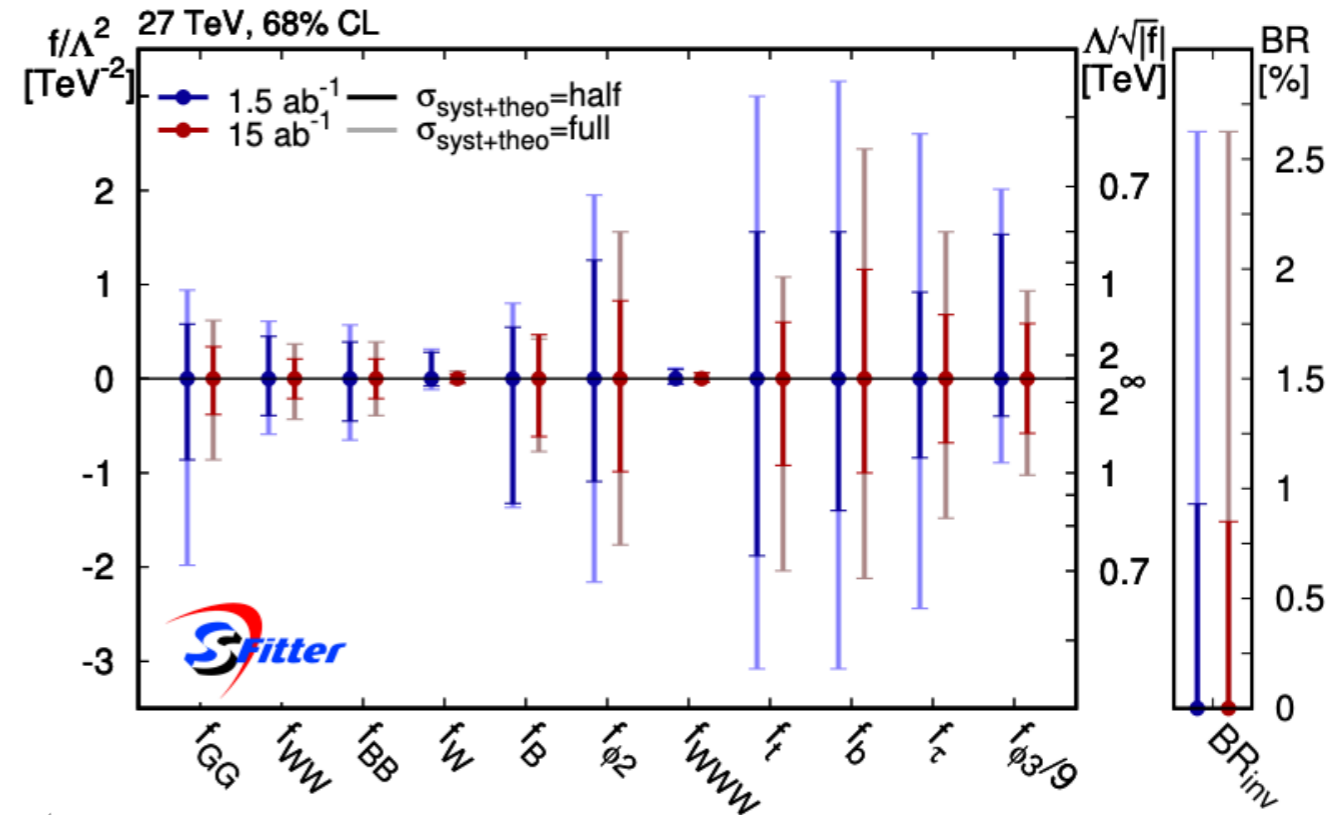 27 TeV, 68% CL
f/Λ²
[TeV⁻²]
1.5 ab⁻¹
σsyst+theo=half
15 ab⁻¹
σsyst+theo=full
2
1
0
-1
-2
-3
Λ/√|f|
[TeV]
0.7
1
2
∞
2
1
0.7
BR
[%]
2.5
2
1.5
1
0.5
0
SFitter
fGG
fWW
fBB
fW
fB
fϕ2
fWWW
ft
fb
fτ
fϕ3/9
BRinv